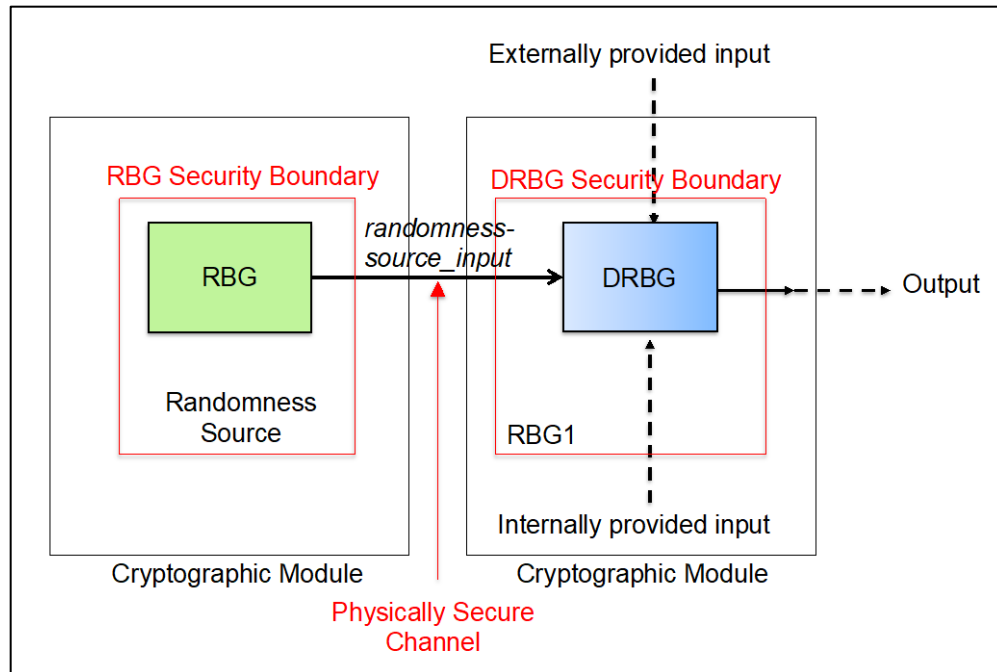 Externally provided input
RBG Security Boundary
DRBG Security Boundary
randomness-
source_input
RBG
DRBG
Output
Randomness
Source
RBG1
Internally provided input
Cryptographic Module
Cryptographic Module
Physically Secure
Channel